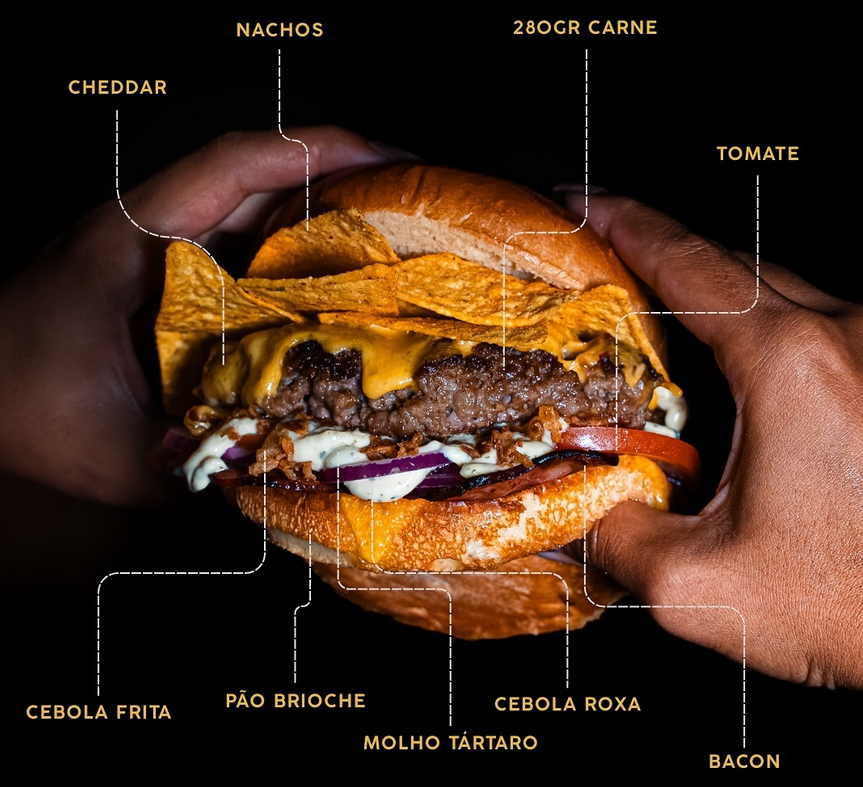 NACHOS
280GR CARNE
CHEDDAR
TOMATE
CEBOLA FRITA
PÃO BRIOCHE
CEBOLA ROXA
MOLHO TÁRTARO
BACON